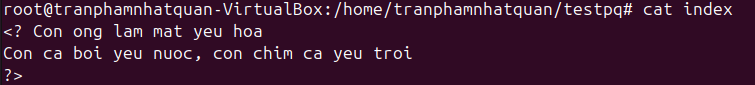 root@tranphamnhatquan-VirtualBox:/home/tranphamnhatquan/testpq# cat index
<? Con ong lam mat yeu hoa
Con ca boi yeu nuoc, con chim ca yeu troi
?>